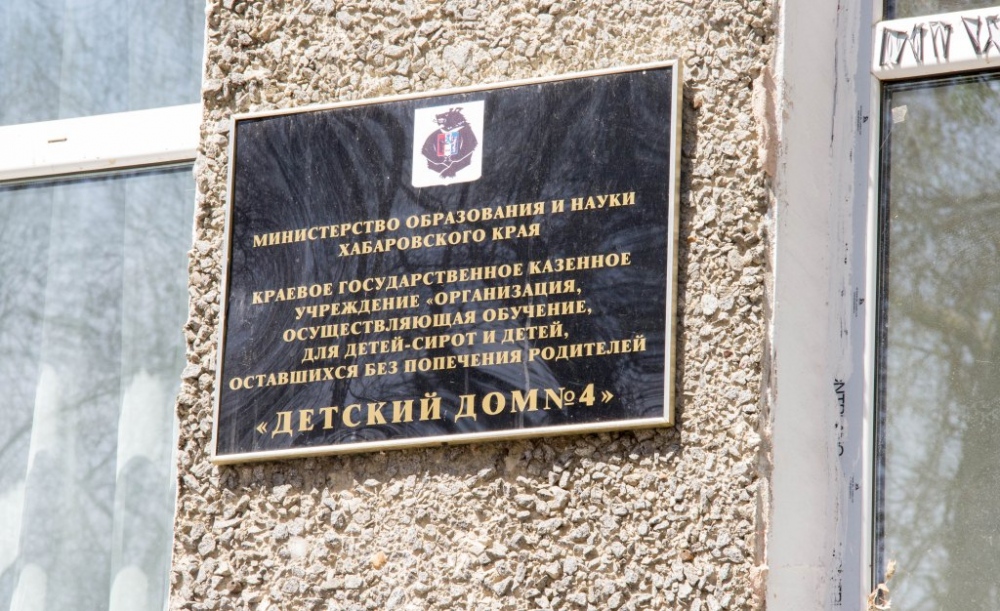 МИНИСТЕРСТВО ОБРАЗОВАНИЯ И НАУКИ
ХАБАРОВСКОГО КРАЯ
КРАЕВОЕ ГОСУДАРСТВЕННОЕ КАЗЕННОЕ
УЧРЕЖДЕНИЕ «ОРГАНИЗАЦИЯ,
ОСУЩЕСТВЛЯЮЩАЯ ОБУЧЕНИЕ,
ДЛЯ ДЕТЕЙ-СИРОТ И ДЕТЕЙ,
ОСТАВШИХСЯ БЕЗ ПОПЕЧЕНИЯ РОДИТЕЛЕЙ
«ДЕТСКИЙ ДОМ№4»